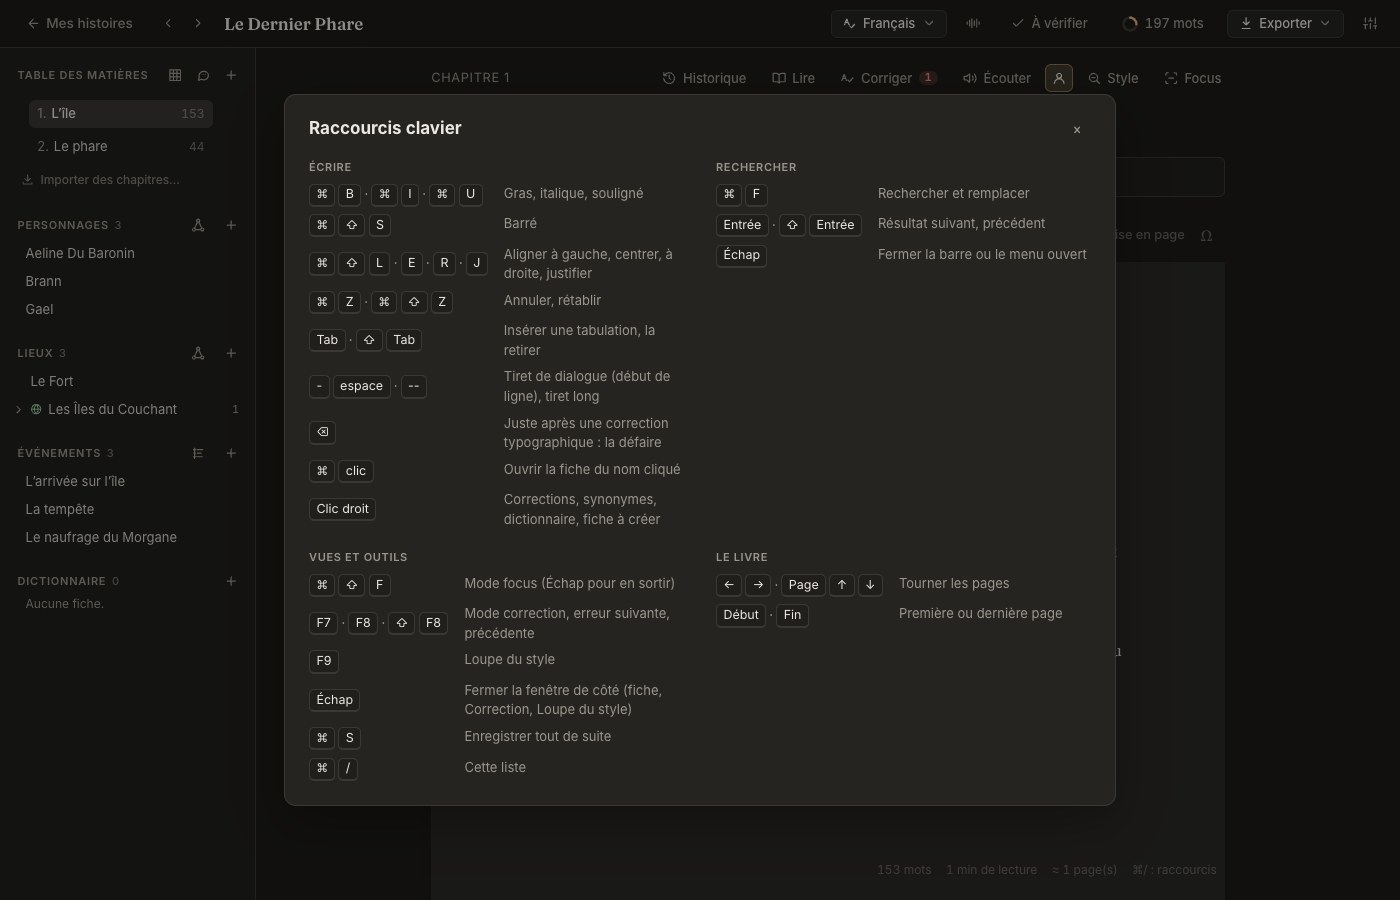 Mes histoires
Le Dernier Phare
Français
À vérifier
197 mots
Exporter
TABLE DES MATIÈRES
1. L'île 153
2. Le phare 44
Importer des chapitres...
PERSONNAGES 3
Aeline Du Baronin
Brann
Gael
LIEUX 3
Le Fort
Les Îles du Couchant 1
ÉVÉNEMENTS 3
L'arrivée sur l'île
La tempête
Le naufrage du Morgane
DICTIONNAIRE 0
Aucune fiche.
CHAPITRE 1
Historique
Lire
Corriger 1
Écouter
Style
Focus
ise en page Ω
Raccourcis clavier ×
ÉCRIRE
⌘ B · ⌘ I · ⌘ U Gras, italique, souligné
⌘ ⇧ S Barré
⌘ ⇧ L · E · R · J Aligner à gauche, centrer, à
droite, justifier
⌘ Z · ⌘ ⇧ Z Annuler, rétablir
Tab · ⇧ Tab Insérer une tabulation, la
retirer
- espace · -- Tiret de dialogue (début de
ligne), tiret long
⌫ Juste après une correction
typographique : la défaire
⌘ clic Ouvrir la fiche du nom cliqué
Clic droit Corrections, synonymes,
dictionnaire, fiche à créer
RECHERCHER
⌘ F Rechercher et remplacer
Entrée · ⇧ Entrée Résultat suivant, précédent
Échap Fermer la barre ou le menu ouvert
VUES ET OUTILS
⌘ ⇧ F Mode focus (Échap pour en sortir)
F7 · F8 · ⇧ F8 Mode correction, erreur suivante,
précédente
F9 Loupe du style
Échap Fermer la fenêtre de côté (fiche,
Correction, Loupe du style)
⌘ S Enregistrer tout de suite
⌘ / Cette liste
LE LIVRE
← → · Page ↑ ↓ Tourner les pages
Début · Fin Première ou dernière page
153 mots 1 min de lecture ≈ 1 page(s) ⌘/ : raccourcis